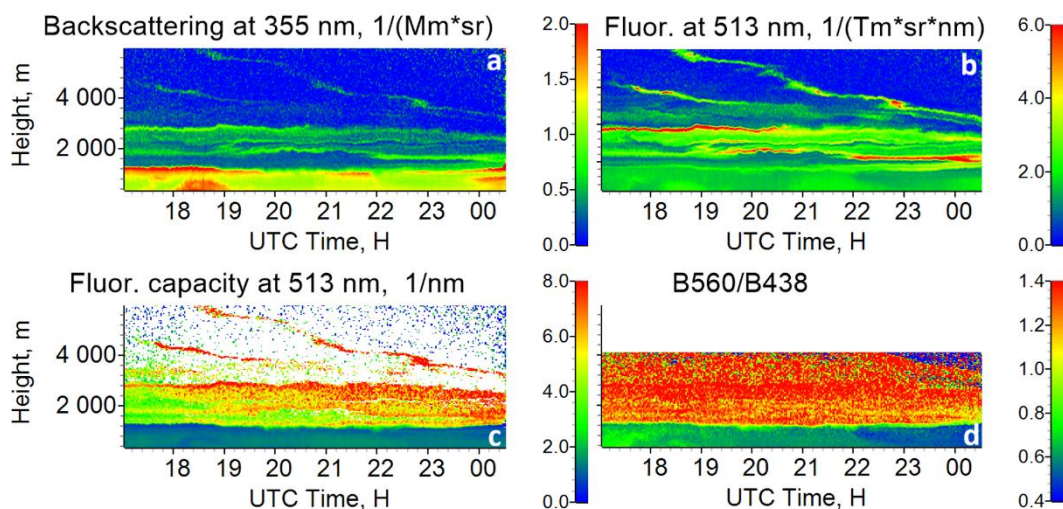 Backscattering at 355 nm, 1/(Mm*sr)
Fluor. at 513 nm, 1/(Tm*sr*nm)
a
b
Height, m
4 000
2 000
2.0
1.5
1.0
0.5
0.0
6.0
4.0
2.0
0.0
18 19 20 21 22 23 00
18 19 20 21 22 23 00
UTC Time, H
UTC Time, H
Fluor. capacity at 513 nm, 1/nm
B560/B438
c
d
Height, m
4 000
2 000
8.0
6.0
4.0
2.0
0.0
1.4
1.2
1.0
0.8
0.6
0.4
18 19 20 21 22 23 00
18 19 20 21 22 23 00
UTC Time, H
UTC Time, H